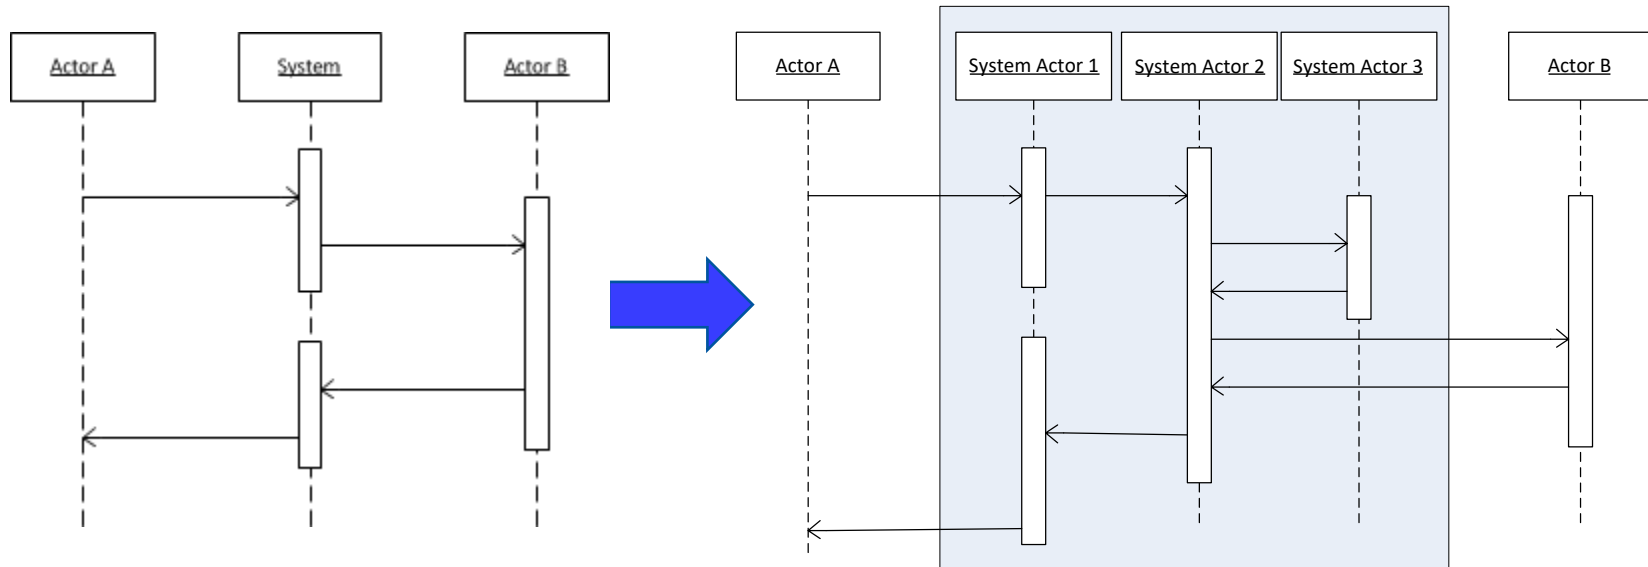 Actor A
System
Actor B
Actor A
System Actor 1
System Actor 2
System Actor 3
Actor B